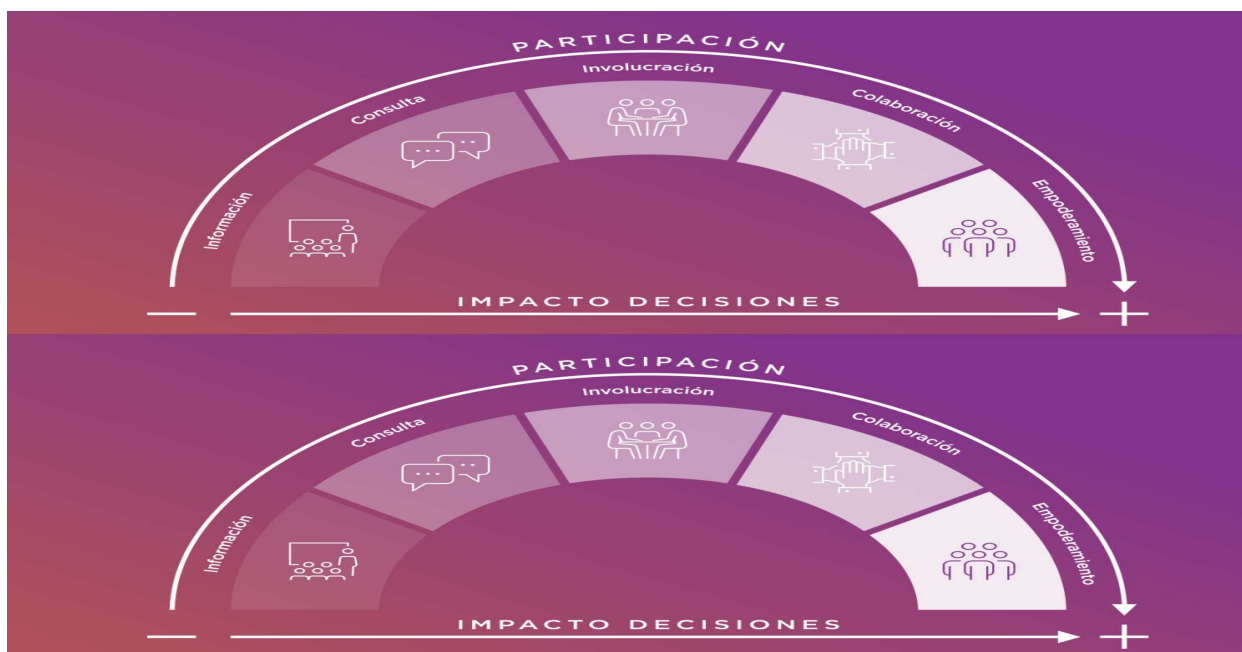 PARTICIPACIÓN
Involucración
Consulta
Colaboración
Información
Empoderamiento
IMPACTO DECISIONES
PARTICIPACIÓN
Involucración
Consulta
Colaboración
Información
Empoderamiento
IMPACTO DECISIONES